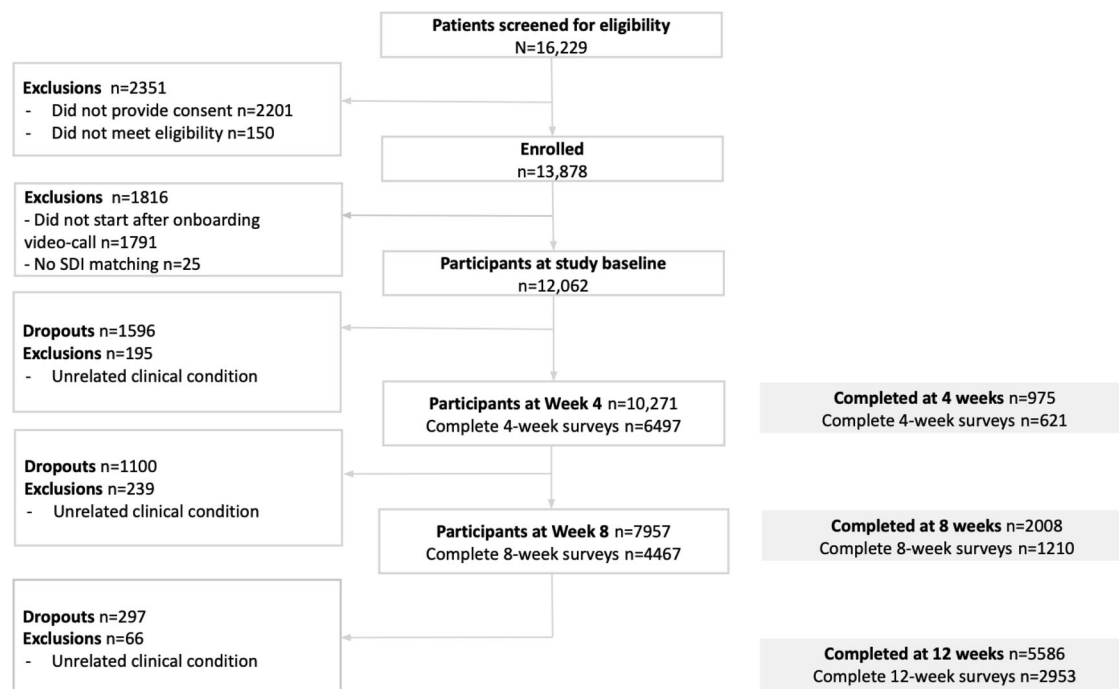 Patients screened for eligibility
N=16,229
Exclusions n=2351
- Did not provide consent n=2201
- Did not meet eligibility n=150
Enrolled
n=13,878
Exclusions n=1816
- Did not start after onboarding
video-call n=1791
- No SDI matching n=25
Participants at study baseline
n=12,062
Dropouts n=1596
Exclusions n=195
- Unrelated clinical condition
Participants at Week 4 n=10,271
Complete 4-week surveys n=6497
Completed at 4 weeks n=975
Complete 4-week surveys n=621
Dropouts n=1100
Exclusions n=239
- Unrelated clinical condition
Participants at Week 8 n=7957
Complete 8-week surveys n=4467
Completed at 8 weeks n=2008
Complete 8-week surveys n=1210
Dropouts n=297
Exclusions n=66
- Unrelated clinical condition
Completed at 12 weeks n=5586
Complete 12-week surveys n=2953